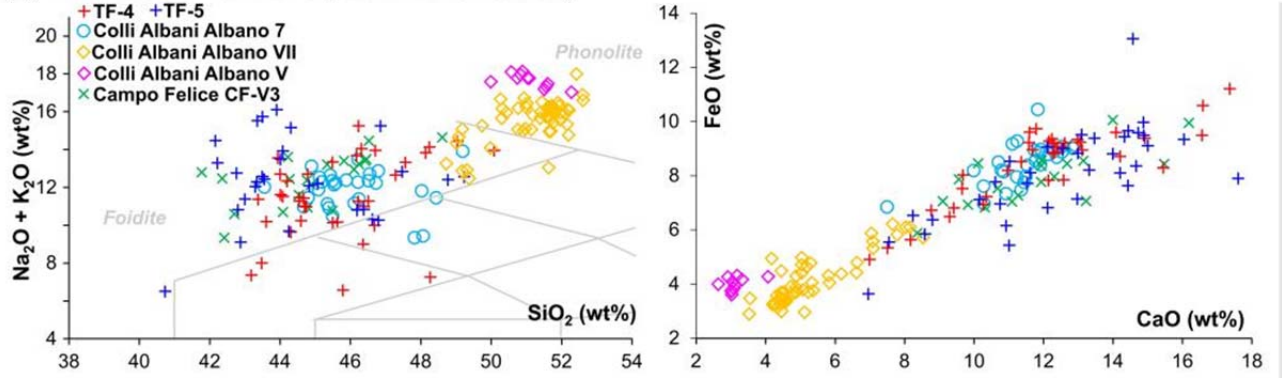 TF-4 TF-5
Colli Albani Albano 7
Colli Albani Albano VII
Colli Albani Albano V
Campo Felice CF-V3
Phonolite
Foidite
Na₂O + K₂O (wt%)
20
18
16
14
12
8
4
SiO₂ (wt%)
38 40 42 44 46 48 50 52 54
FeO (wt%)
14
12
10
8
6
4
2
CaO (wt%)
2 4 6 8 10 12 14 16 18